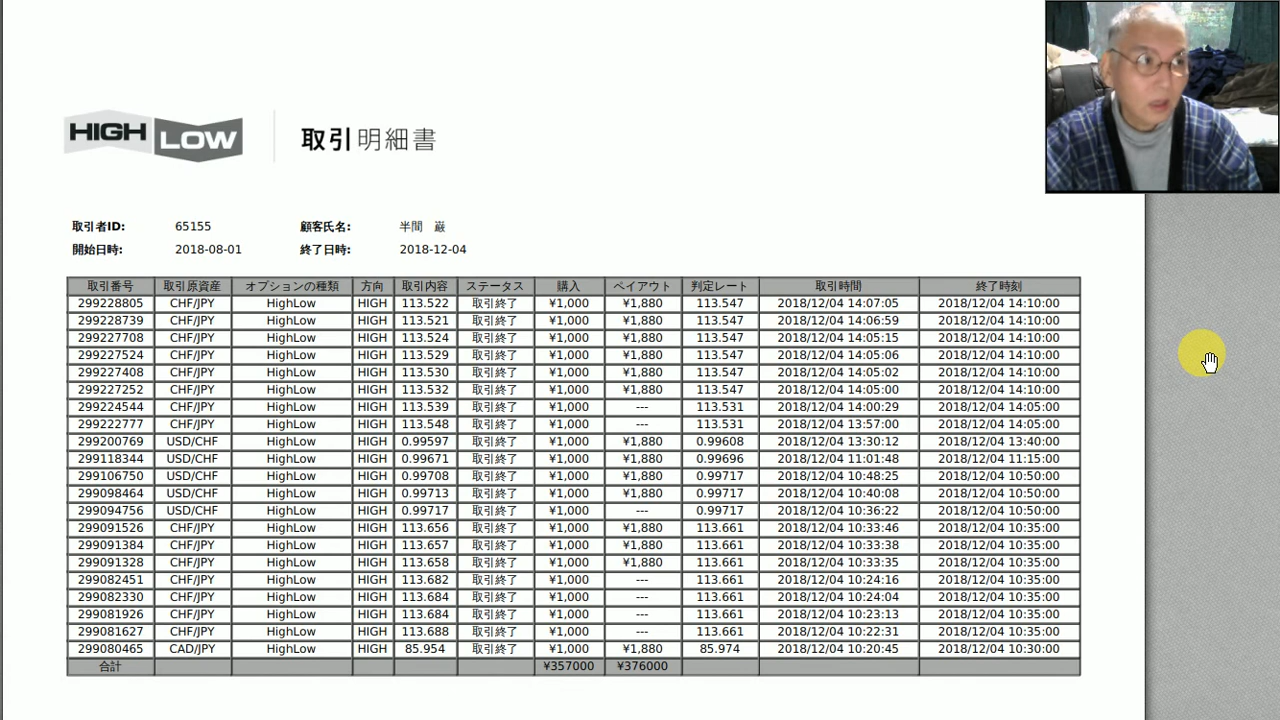 HIGH LOW 取引明細書
取引者ID: 65155 顧客氏名: 半間 巌
開始日時: 2018-08-01 終了日時: 2018-12-04
取引番号 取引原資産 オプションの種類 方向 取引内容 ステータス 購入 ペイアウト 判定レート 取引時間 終了時刻
299228805 CHF/JPY HighLow HIGH 113.522 取引終了 ¥1,000 ¥1,880 113.547 2018/12/04 14:07:05 2018/12/04 14:10:00
299228739 CHF/JPY HighLow HIGH 113.521 取引終了 ¥1,000 ¥1,880 113.547 2018/12/04 14:06:59 2018/12/04 14:10:00
299227708 CHF/JPY HighLow HIGH 113.524 取引終了 ¥1,000 ¥1,880 113.547 2018/12/04 14:05:15 2018/12/04 14:10:00
299227524 CHF/JPY HighLow HIGH 113.529 取引終了 ¥1,000 ¥1,880 113.547 2018/12/04 14:05:06 2018/12/04 14:10:00
299227408 CHF/JPY HighLow HIGH 113.530 取引終了 ¥1,000 ¥1,880 113.547 2018/12/04 14:05:02 2018/12/04 14:10:00
299227252 CHF/JPY HighLow HIGH 113.532 取引終了 ¥1,000 ¥1,880 113.547 2018/12/04 14:05:00 2018/12/04 14:10:00
299224544 CHF/JPY HighLow HIGH 113.539 取引終了 ¥1,000 --- 113.531 2018/12/04 14:00:29 2018/12/04 14:05:00
299222777 CHF/JPY HighLow HIGH 113.548 取引終了 ¥1,000 --- 113.531 2018/12/04 13:57:00 2018/12/04 14:05:00
299200769 USD/CHF HighLow HIGH 0.99597 取引終了 ¥1,000 ¥1,880 0.99608 2018/12/04 13:30:12 2018/12/04 13:40:00
299118344 USD/CHF HighLow HIGH 0.99671 取引終了 ¥1,000 ¥1,880 0.99696 2018/12/04 11:01:48 2018/12/04 11:15:00
299106750 USD/CHF HighLow HIGH 0.99708 取引終了 ¥1,000 ¥1,880 0.99717 2018/12/04 10:48:25 2018/12/04 10:50:00
299098464 USD/CHF HighLow HIGH 0.99713 取引終了 ¥1,000 ¥1,880 0.99717 2018/12/04 10:40:08 2018/12/04 10:50:00
299094756 USD/CHF HighLow HIGH 0.99717 取引終了 ¥1,000 --- 0.99717 2018/12/04 10:36:22 2018/12/04 10:50:00
299091526 CHF/JPY HighLow HIGH 113.656 取引終了 ¥1,000 ¥1,880 113.661 2018/12/04 10:33:46 2018/12/04 10:35:00
299091384 CHF/JPY HighLow HIGH 113.657 取引終了 ¥1,000 ¥1,880 113.661 2018/12/04 10:33:38 2018/12/04 10:35:00
299091328 CHF/JPY HighLow HIGH 113.658 取引終了 ¥1,000 ¥1,880 113.661 2018/12/04 10:33:35 2018/12/04 10:35:00
299082451 CHF/JPY HighLow HIGH 113.682 取引終了 ¥1,000 --- 113.661 2018/12/04 10:24:16 2018/12/04 10:35:00
299082330 CHF/JPY HighLow HIGH 113.684 取引終了 ¥1,000 --- 113.661 2018/12/04 10:24:04 2018/12/04 10:35:00
299081926 CHF/JPY HighLow HIGH 113.684 取引終了 ¥1,000 --- 113.661 2018/12/04 10:23:13 2018/12/04 10:35:00
299081627 CHF/JPY HighLow HIGH 113.688 取引終了 ¥1,000 --- 113.661 2018/12/04 10:22:31 2018/12/04 10:35:00
299080465 CAD/JPY HighLow HIGH 85.954 取引終了 ¥1,000 ¥1,880 85.974 2018/12/04 10:20:45 2018/12/04 10:30:00
合計 ¥357000 ¥376000